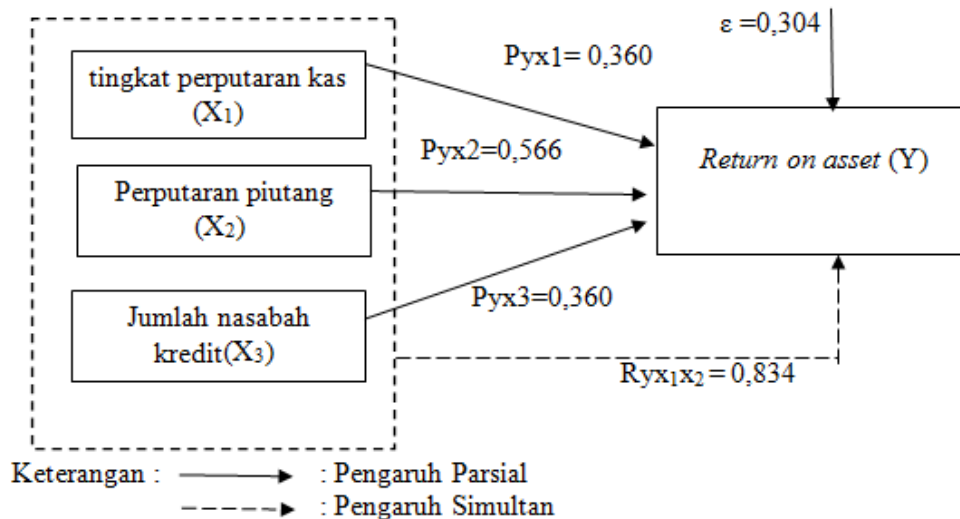 ε =0,304
Pyx1= 0,360
tingkat perputaran kas
(X₁)
Pyx2=0,566
Return on asset (Y)
Perputaran piutang
(X₂)
Pyx3=0,360
Jumlah nasabah
kredit(X₃)
Ryx₁x₂ = 0,834
Keterangan : : Pengaruh Parsial
: Pengaruh Simultan